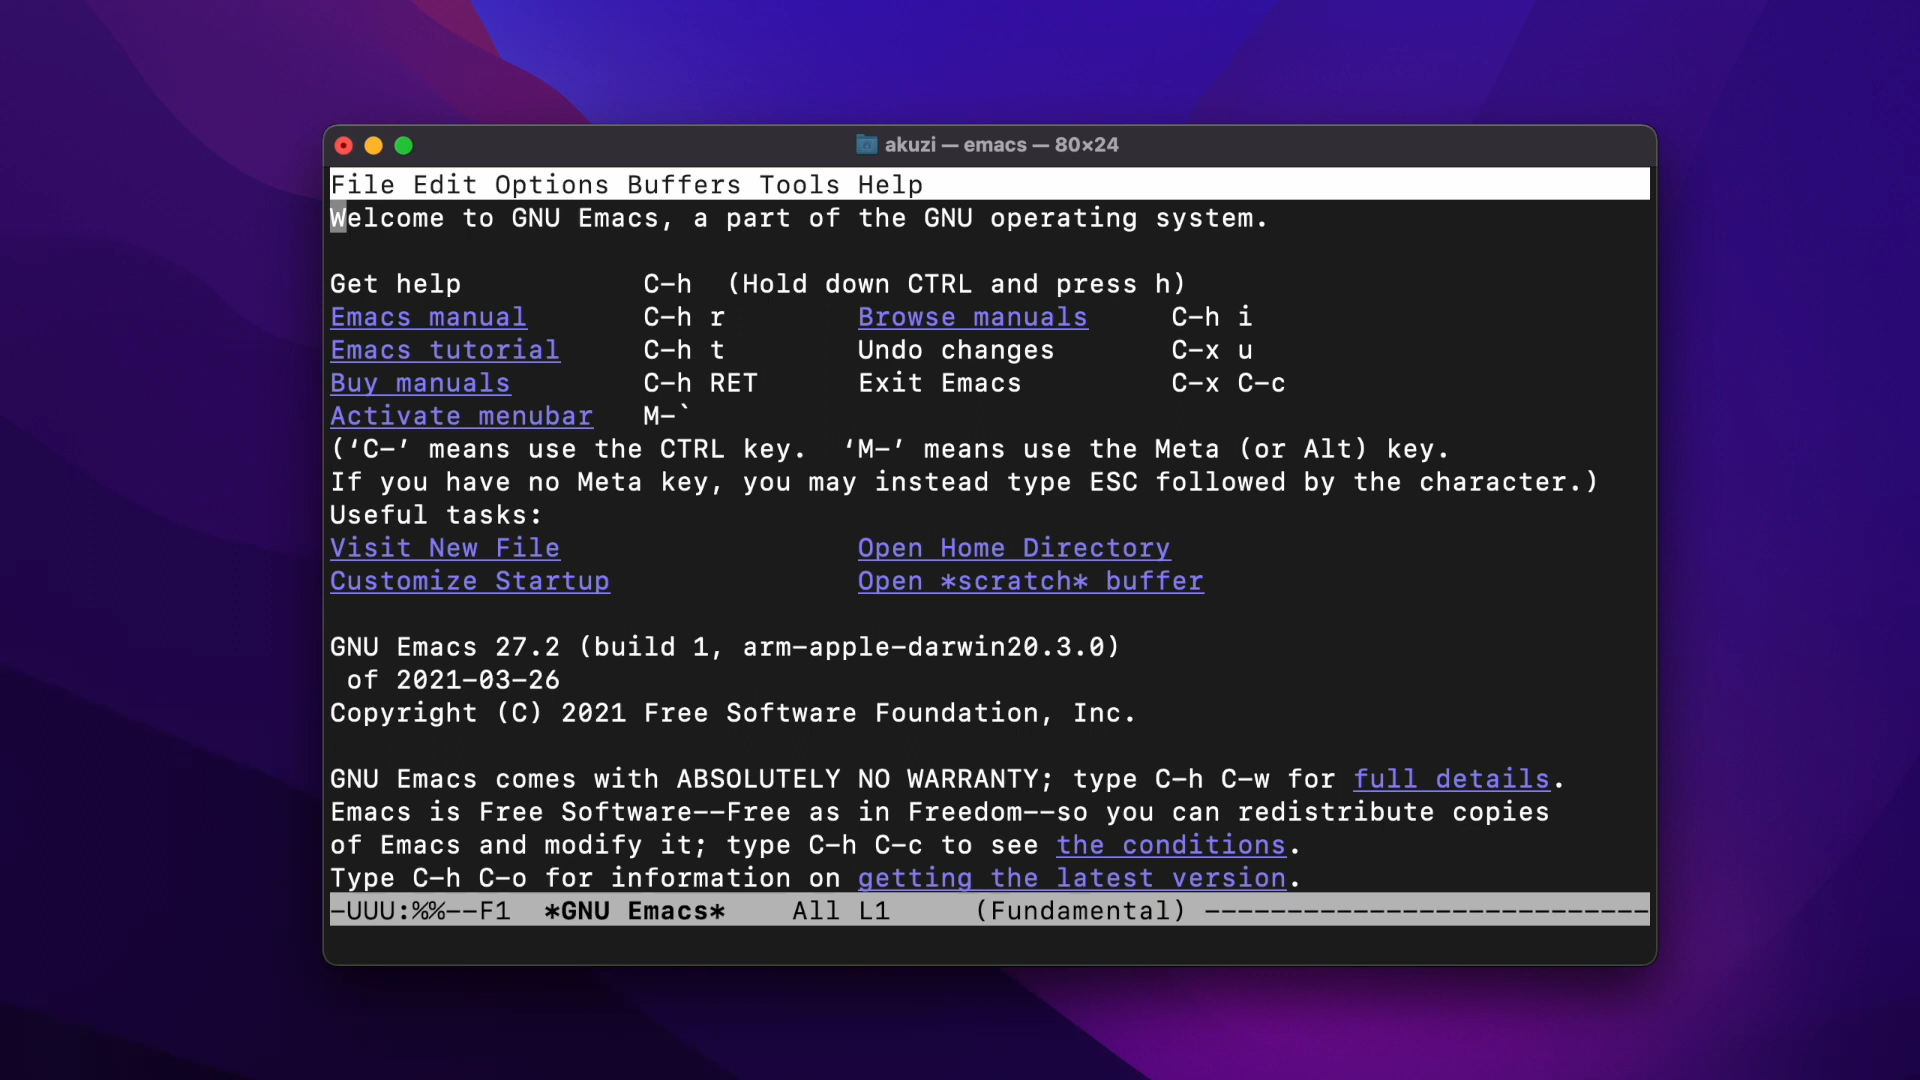 akuzi — emacs — 80×24
File Edit Options Buffers Tools Help
Welcome to GNU Emacs, a part of the GNU operating system.
Get help C-h (Hold down CTRL and press h)
Emacs manual C-h r Browse manuals C-h i
Emacs tutorial C-h t Undo changes C-x u
Buy manuals C-h RET Exit Emacs C-x C-c
Activate menubar M-`
(‘C-’ means use the CTRL key. ‘M-’ means use the Meta (or Alt) key.
If you have no Meta key, you may instead type ESC followed by the character.)
Useful tasks:
Visit New File Open Home Directory
Customize Startup Open *scratch* buffer
GNU Emacs 27.2 (build 1, arm-apple-darwin20.3.0)
of 2021-03-26
Copyright (C) 2021 Free Software Foundation, Inc.
GNU Emacs comes with ABSOLUTELY NO WARRANTY; type C-h C-w for full details.
Emacs is Free Software--Free as in Freedom--so you can redistribute copies
of Emacs and modify it; type C-h C-c to see the conditions.
Type C-h C-o for information on getting the latest version.
-UUU:%%--F1 *GNU Emacs* All L1 (Fundamental) ---------------------------